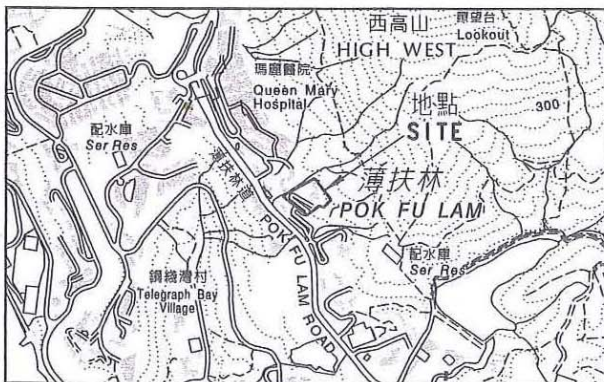 西高山
HIGH WEST
瞭望台
Lookout
瑪麗醫院
Queen Mary
Hospital
地點
SITE
300
配水庫
Ser Res
薄扶林道
POK FU LAM ROAD
薄扶林
POK FU LAM
配水庫
Ser Res
鋼綫灣村
Telegraph Bay
Village